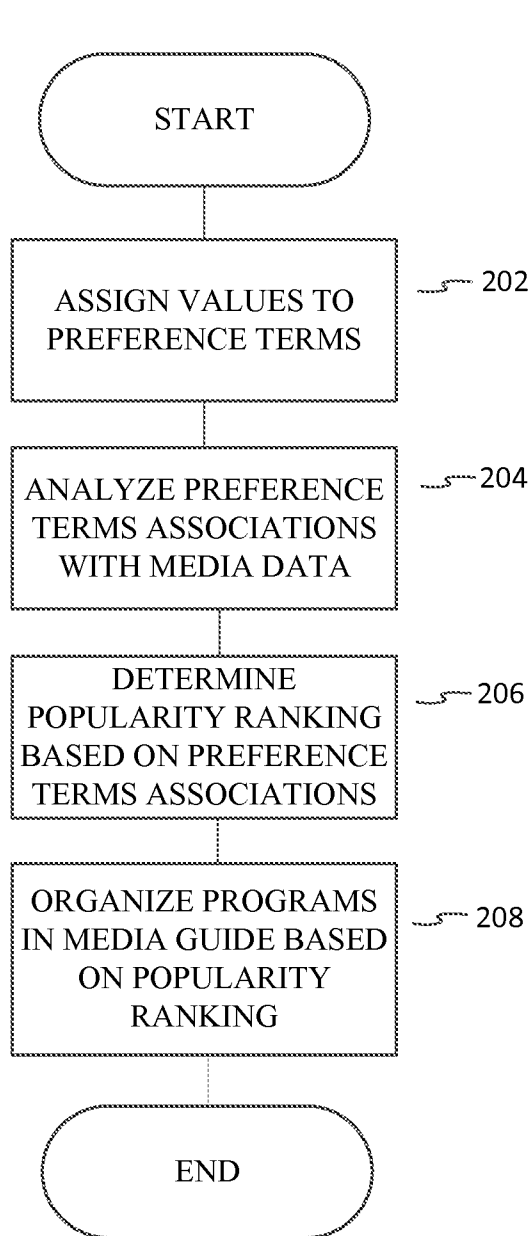 START
ASSIGN VALUES TO
PREFERENCE TERMS
202
ANALYZE PREFERENCE
TERMS ASSOCIATIONS
WITH MEDIA DATA
204
DETERMINE
POPULARITY RANKING
BASED ON PREFERENCE
TERMS ASSOCIATIONS
206
ORGANIZE PROGRAMS
IN MEDIA GUIDE BASED
ON POPULARITY
RANKING
208
END